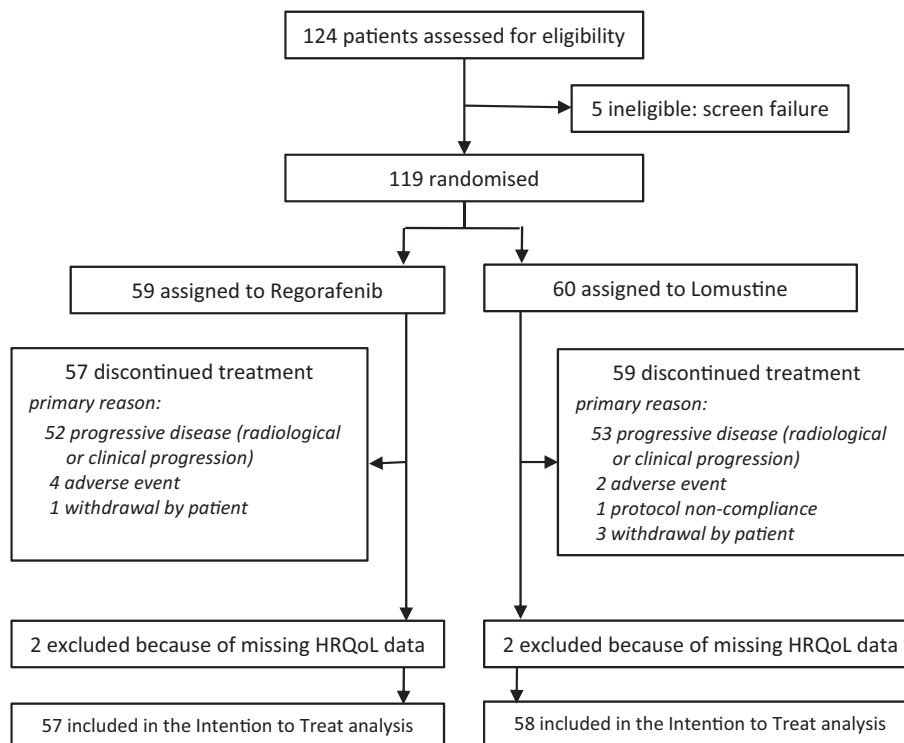 124 patients assessed for eligibility
5 ineligible: screen failure
119 randomised
59 assigned to Regorafenib
60 assigned to Lomustine
57 discontinued treatment
primary reason:
52 progressive disease (radiological
or clinical progression)
4 adverse event
1 withdrawal by patient
59 discontinued treatment
primary reason:
53 progressive disease (radiological
or clinical progression)
2 adverse event
1 protocol non-compliance
3 withdrawal by patient
2 excluded because of missing HRQoL data
2 excluded because of missing HRQoL data
57 included in the Intention to Treat analysis
58 included in the Intention to Treat analysis